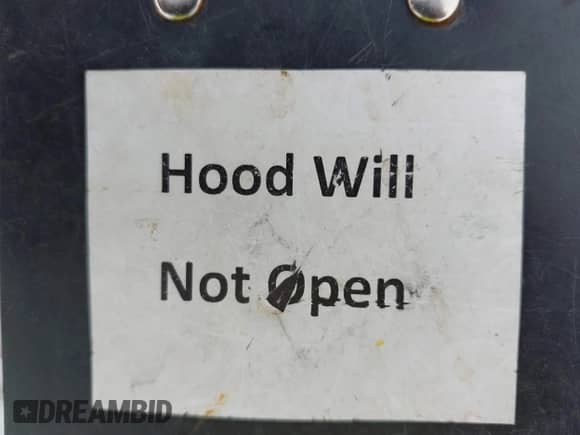 Hood Will
Not Open
DREAMBID